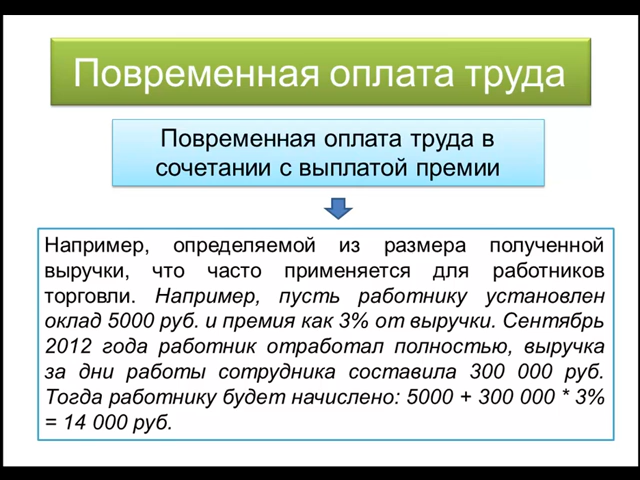 Повременная оплата труда
Повременная оплата труда в
сочетании с выплатой премии
Например, определяемой из размера полученной
выручки, что часто применяется для работников
торговли. Например, пусть работнику установлен
оклад 5000 руб. и премия как 3% от выручки. Сентябрь
2012 года работник отработал полностью, выручка
за дни работы сотрудника составила 300 000 руб.
Тогда работнику будет начислено: 5000 + 300 000 * 3%
= 14 000 руб.